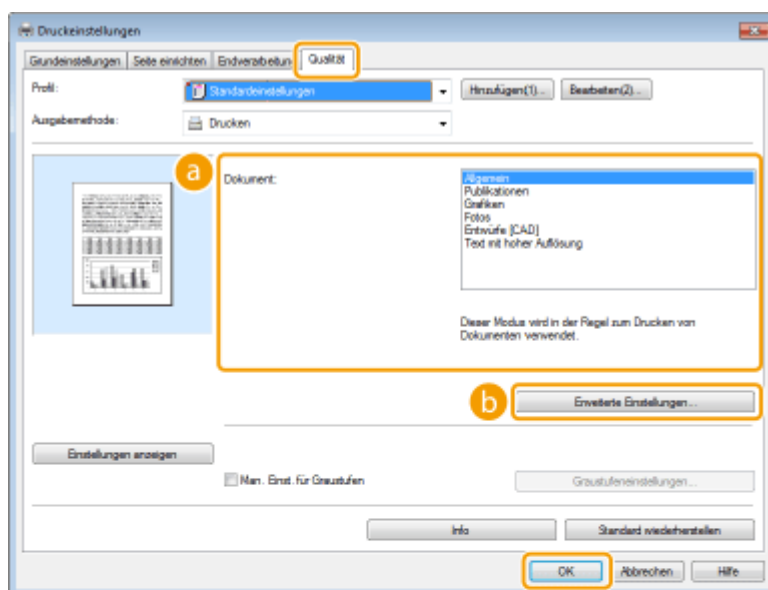 Druckeinstellungen
Grundeinstellungen Seite einrichten Endverarbeitun Qualität
Profil: Standardeinstellungen Hinzufügen(1)... Bearbeiten(2)...
Ausgabemethode: Drucken
a
Dokument:
Allgemein
Publikationen
Grafiken
Fotos
Entwürfe [CAD]
Text mit hoher Auflösung
Dieser Modus wird in der Regel zum Drucken von
Dokumenten verwendet.
b Erweiterte Einstellungen...
Einstellungen anzeigen
Man. Einst. für Graustufen Graustufeneinstellungen...
Info Standard wiederherstellen
OK Abbrechen Hilfe